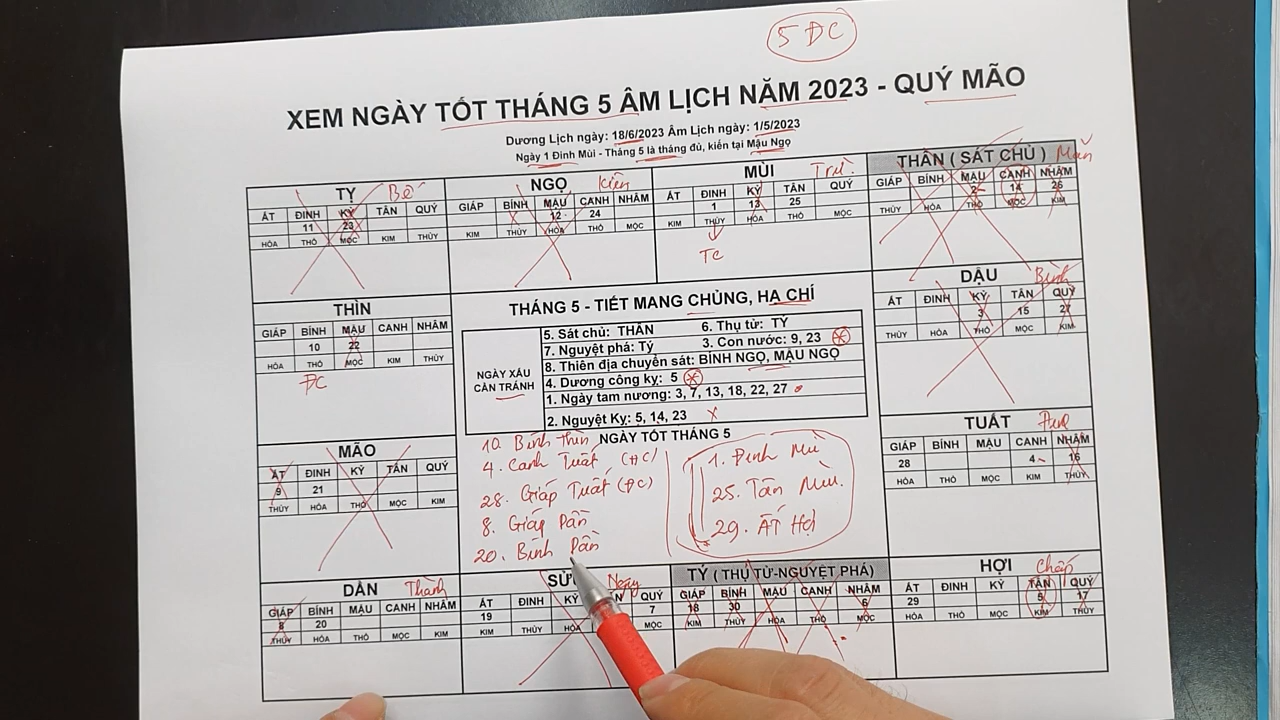 5 ĐC
XEM NGÀY TỐT THÁNG 5 ÂM LỊCH NĂM 2023 - QUÝ MÃO
Dương Lịch ngày: 18/6/2023 Âm Lịch ngày: 1/5/2023
Ngày 1 Đinh Mùi - Tháng 5 là tháng đủ, kiến tại Mậu Ngọ
TỴ Bế
ẤT ĐINH KỶ TÂN QUÝ
11 23
HỎA THỔ MỘC KIM THỦY
NGỌ Kiến
GIÁP BÍNH MẬU CANH NHÂM
12 24
KIM THỦY HỎA THỔ MỘC
MÙI Trừ
ẤT ĐINH KỶ TÂN QUÝ
1 13 25
KIM THỦY HỎA THỔ MỘC
TC
THÂN ( SÁT CHỦ ) Mãn
GIÁP BÍNH MẬU CANH NHÂM
2 14 26
THỦY HỎA THỔ MỘC KIM
THÌN
GIÁP BÍNH MẬU CANH NHÂM
10 22
HỎA THỔ MỘC KIM THỦY
ĐC
THÁNG 5 - TIẾT MANG CHỦNG, HẠ CHÍ
NGÀY XẤU
CẦN TRÁNH
5. Sát chủ: THÂN 6. Thụ tử: TÝ
7. Nguyệt phá: Tý 3. Con nước: 9, 23
8. Thiên địa chuyển sát: BÍNH NGỌ, MẬU NGỌ
4. Dương công kỵ: 5
1. Ngày tam nương: 3, 7, 13, 18, 22, 27
2. Nguyệt Kỵ: 5, 14, 23
DẬU Bình
ẤT ĐINH KỶ TÂN QUÝ
3 15 27
THỦY HỎA THỔ MỘC KIM
MÃO
ẤT ĐINH KỶ TÂN QUÝ
9 21
THỦY HỎA THỔ MỘC KIM
NGÀY TỐT THÁNG 5
10. Bính Thìn
4. Canh Tuất
28. Giáp Tuất (ĐC)
8. Giáp Dần
20. Bính Dần
1. Đinh Mùi
25. Tân Mùi.
29. Ất Hợi
TUẤT
GIÁP BÍNH MẬU CANH NHÂM
28 4 16
HỎA THỔ MỘC KIM THỦY
DẦN Thành
GIÁP BÍNH MẬU CANH NHÂM
8 20
THỦY HỎA THỔ MỘC KIM
SỬU
ẤT ĐINH KỶ QUÝ
19 7
KIM THỦY HỎA MỘC
TÝ ( THỤ TỬ-NGUYỆT PHÁ)
GIÁP BÍNH MẬU CANH NHÂM
18 30 6
KIM THỦY HỎA THỔ MỘC
HỢI Chấp
ẤT ĐINH KỶ TÂN QUÝ
29 5 17
HỎA THỔ MỘC KIM THỦY